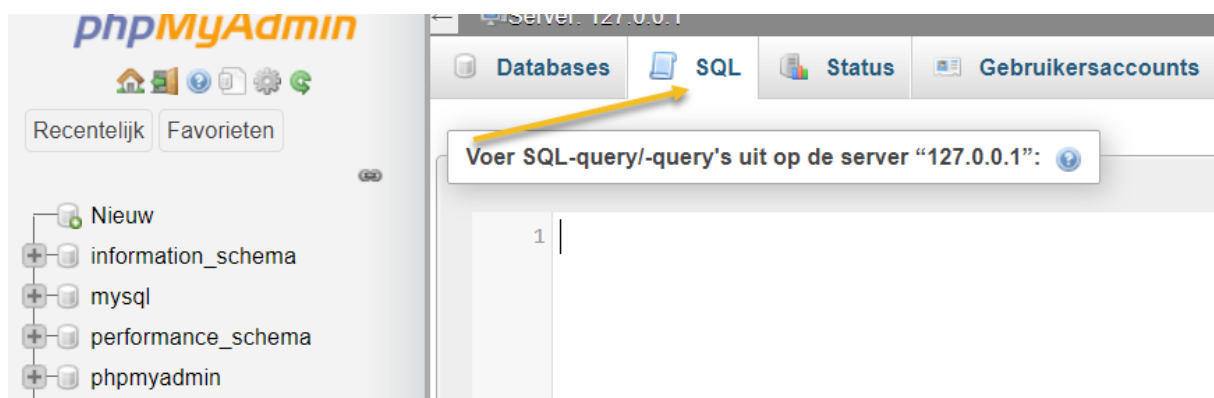 phpMyAdmin
Server: 127.0.0.1
Databases SQL Status Gebruikersaccounts
Recentelijk Favorieten
Voer SQL-query/-query's uit op de server “127.0.0.1”:
Nieuw
1
information_schema
mysql
performance_schema
phpmyadmin